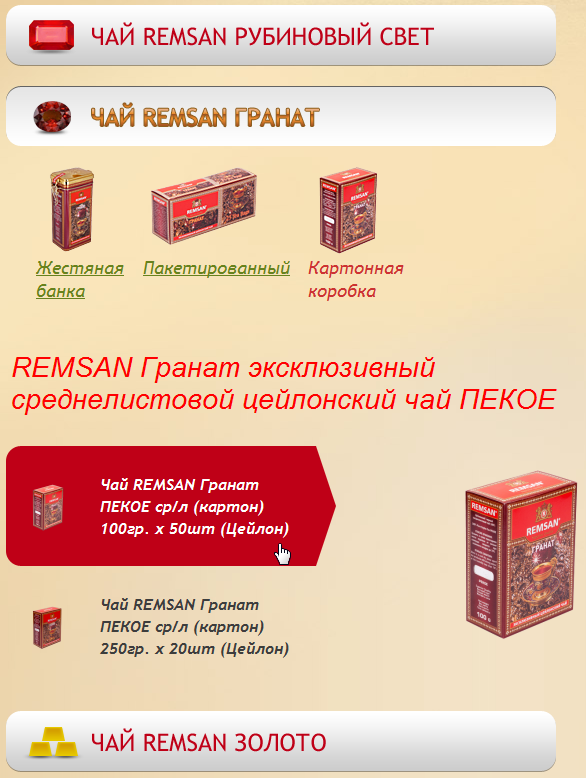 ЧАЙ REMSAN РУБИНОВЫЙ СВЕТ
ЧАЙ REMSAN ГРАНАТ
Жестяная
банка
Пакетированный
Картонная
коробка
REMSAN Гранат эксклюзивный
среднелистовой цейлонский чай ПЕКОЕ
Чай REMSAN Гранат
ПЕКОЕ ср/л (картон)
100гр. х 50шт (Цейлон)
REMSAN
ГРАНАТ
100 г.
Чай REMSAN Гранат
ПЕКОЕ ср/л (картон)
250гр. х 20шт (Цейлон)
ЧАЙ REMSAN ЗОЛОТО